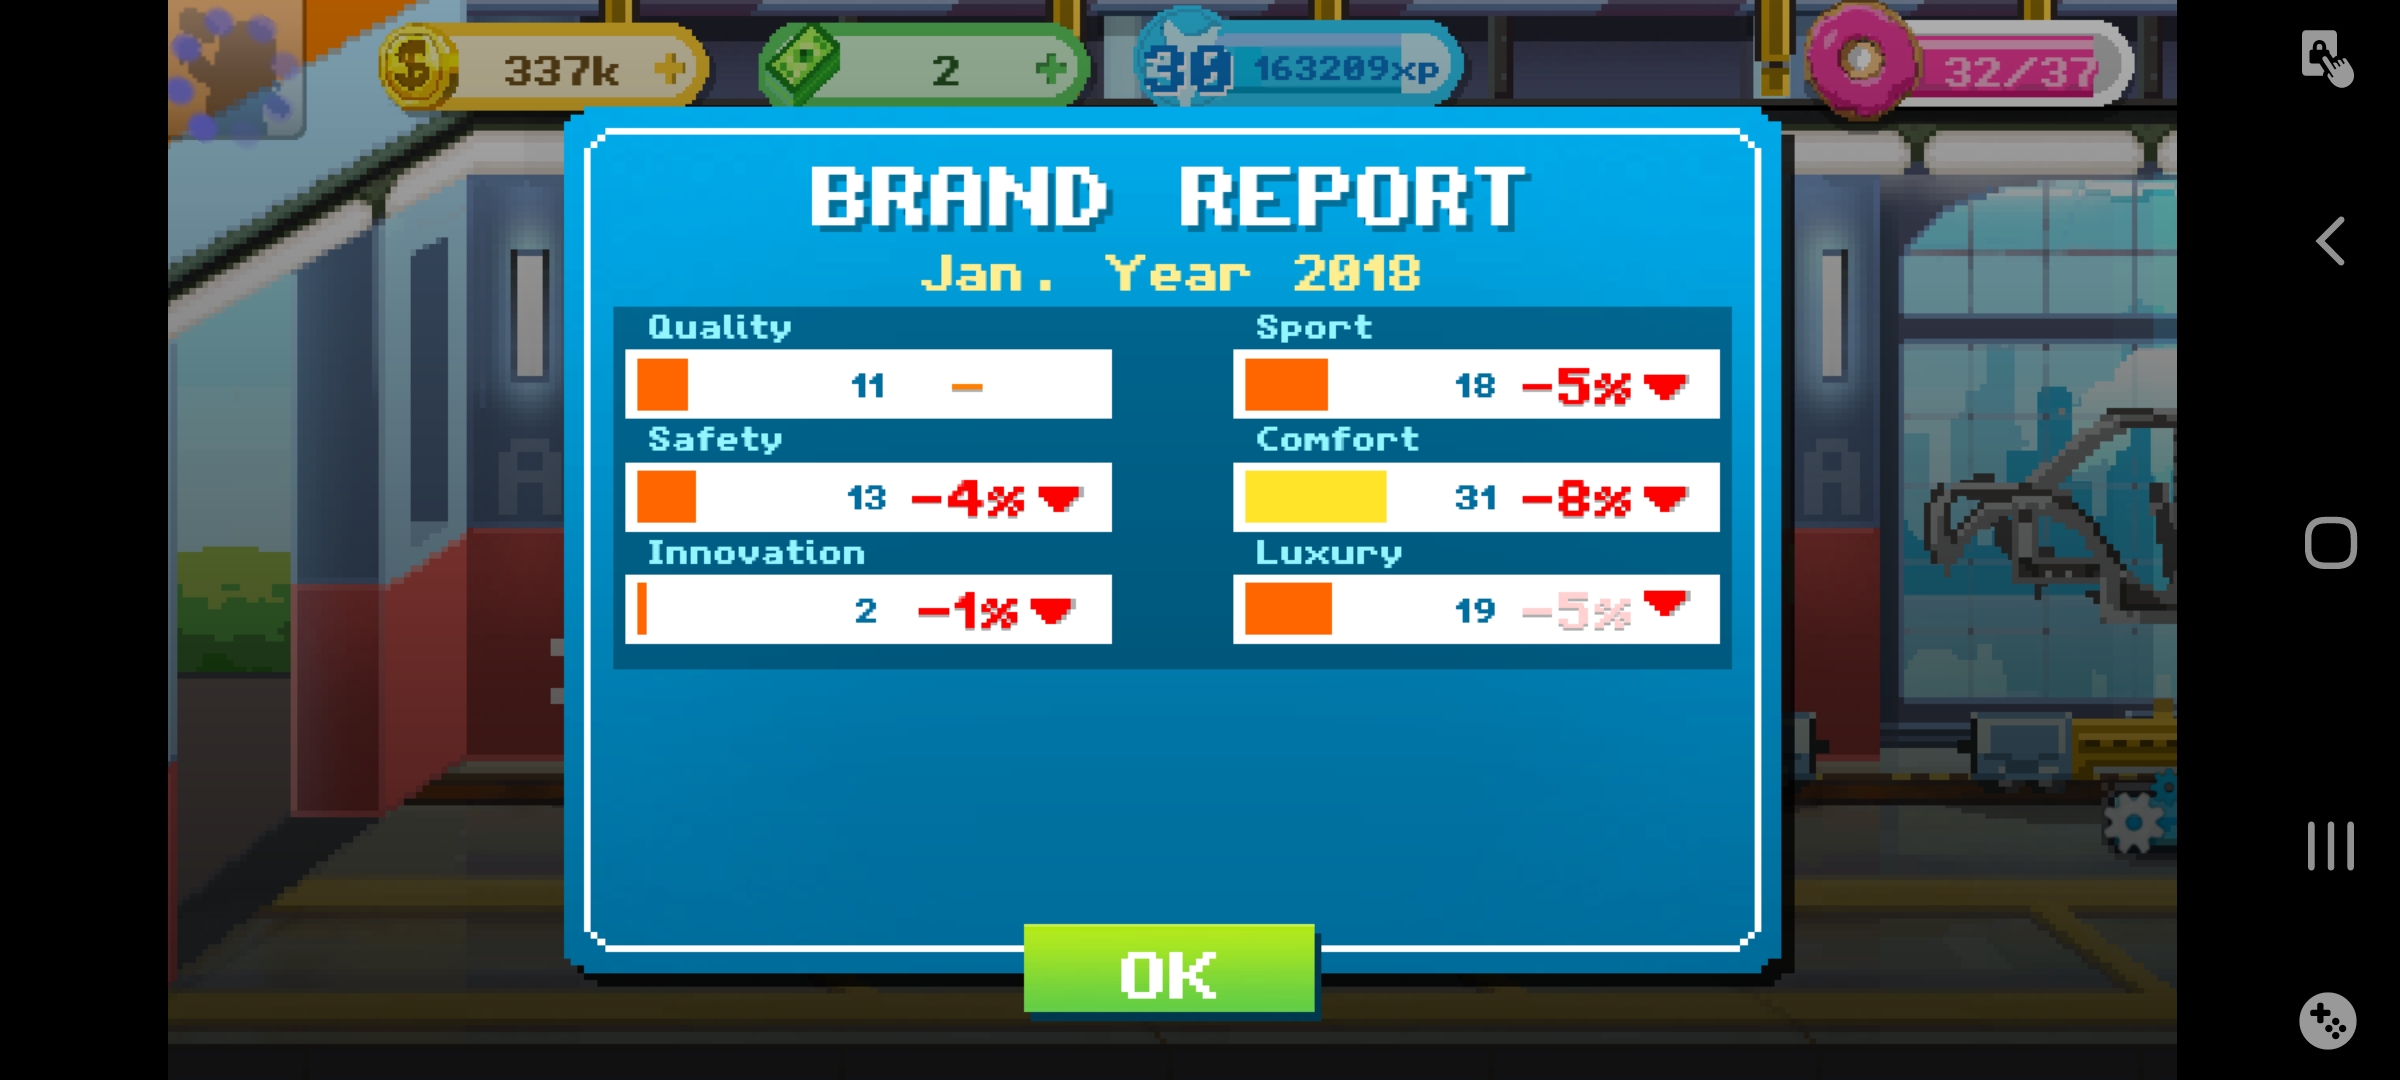 337k +
2 +
30 163209xp
32/37
BRAND REPORT
Jan. Year 2018
Quality
11 -
Sport
18 -5%
Safety
13 -4%
Comfort
31 -8%
Innovation
2 -1%
Luxury
19 -5%
A
A
OK